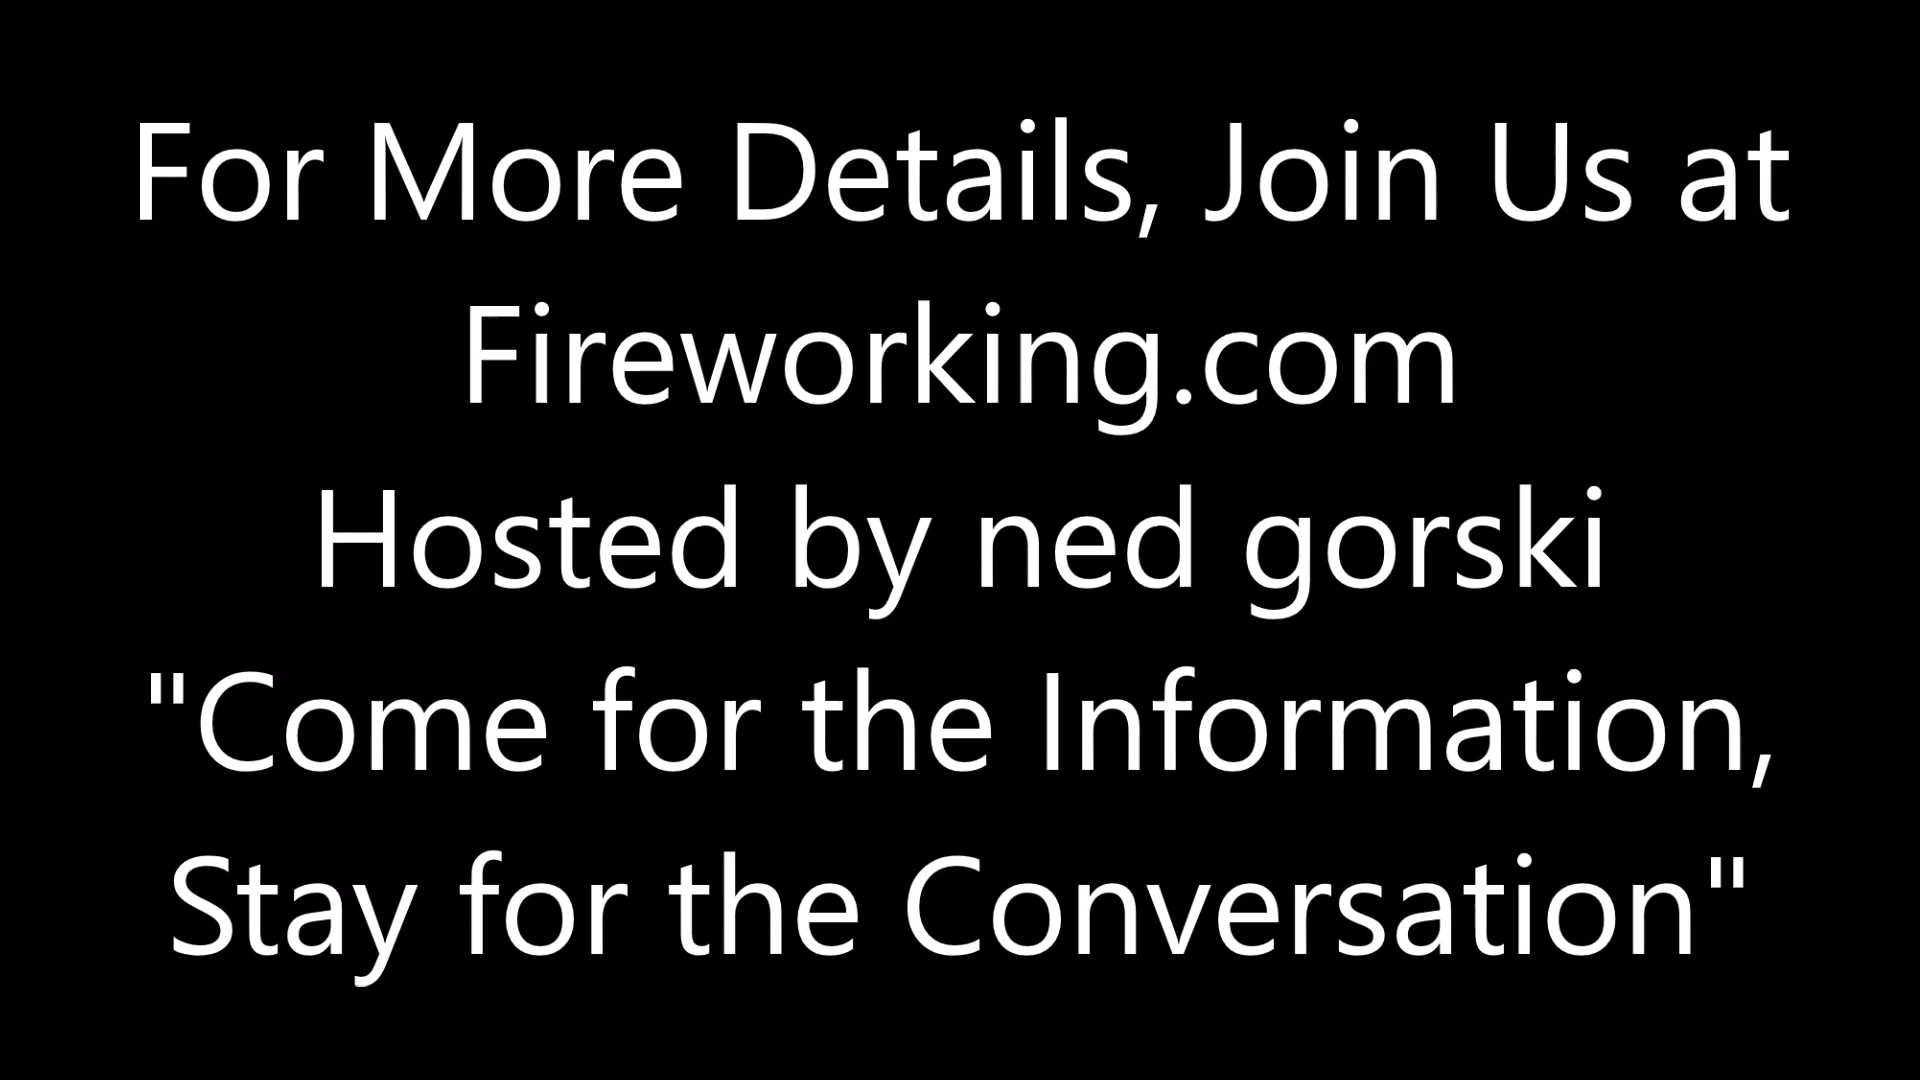 For More Details, Join Us at
Fireworking.com
Hosted by ned gorski
"Come for the Information,
Stay for the Conversation"